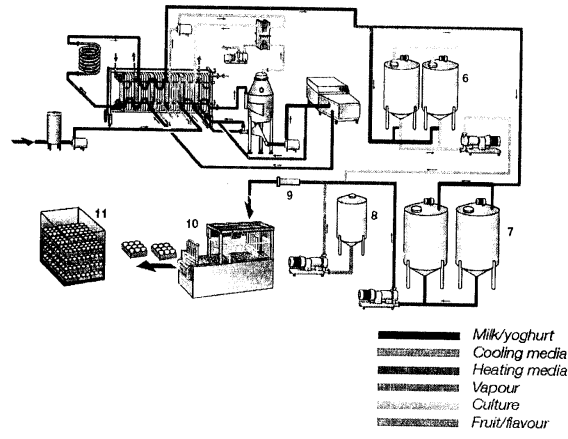 6
11
10
9
8
7
Milk/yoghurt
Cooling media
Heating media
Vapour
Culture
Fruit/flavour